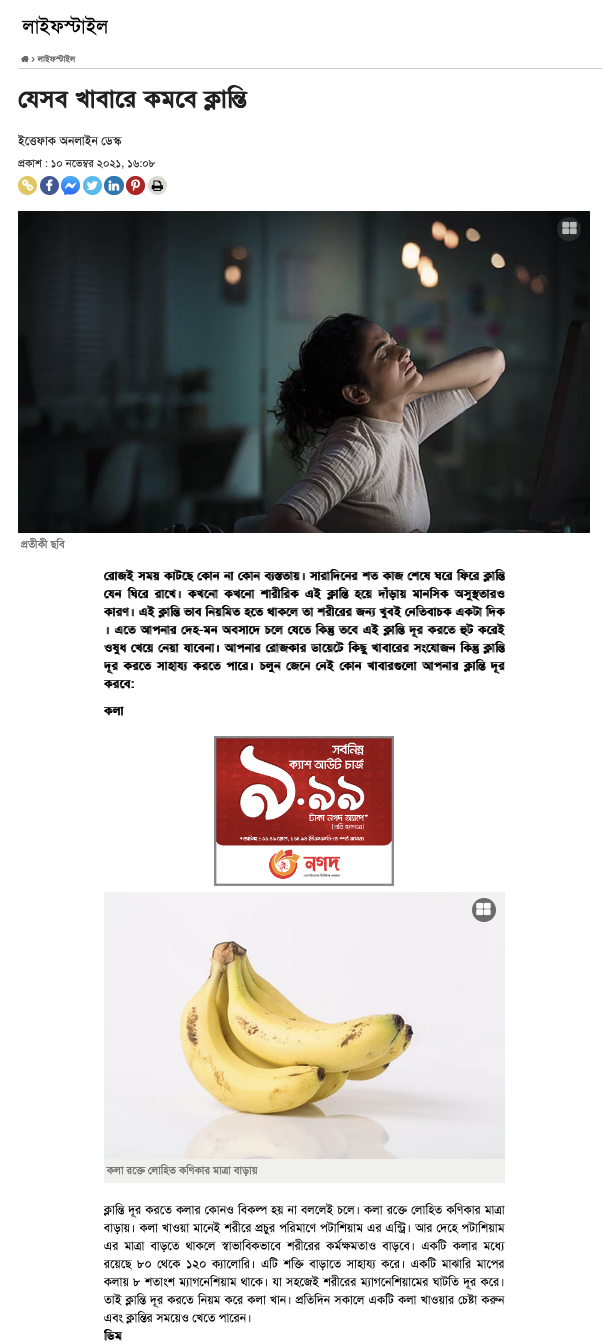 লাইফস্টাইল
› লাইফস্টাইল
যেসব খাবারে কমবে ক্লান্তি
ইত্তেফাক অনলাইন ডেস্ক
প্রকাশ : ১০ নভেম্বর ২০২১, ১৬:০৮
প্রতীকী ছবি
রোজই সময় কাটছে কোন না কোন ব্যস্ততায়। সারাদিনের শত কাজ শেষে ঘরে ফিরে ক্লান্তি
যেন ঘিরে রাখে। কখনো কখনো শারীরিক এই ক্লান্তি হয়ে দাঁড়ায় মানসিক অসুস্থতারও
কারণ। এই ক্লান্তি ভাব নিয়মিত হতে থাকলে তা শরীরের জন্য খুবই নেতিবাচক একটা দিক
। এতে আপনার দেহ-মন অবসাদে চলে যেতে কিন্তু তবে এই ক্লান্তি দূর করতে হুট করেই
ওষুধ খেয়ে নেয়া যাবেনা। আপনার রোজকার ডায়েটে কিছু খাবারের সংযোজন কিন্তু ক্লান্তি
দূর করতে সাহায্য করতে পারে। চলুন জেনে নেই কোন খাবারগুলো আপনার ক্লান্তি দূর
করবে:
কলা
সর্বনিম্ন
ক্যাশ আউট চার্জ
৯.৯৯
টাকা নগদ অ্যাপে*
নগদ
কলা রক্তে লোহিত কণিকার মাত্রা বাড়ায়
ক্লান্তি দূর করতে কলার কোনও বিকল্প হয় না বললেই চলে। কলা রক্তে লোহিত কণিকার মাত্রা
বাড়ায়। কলা খাওয়া মানেই শরীরে প্রচুর পরিমাণে পটাশিয়াম এর এন্ট্রি। আর দেহে পটাশিয়াম
এর মাত্রা বাড়তে থাকলে স্বাভাবিকভাবে শরীরের কর্মক্ষমতাও বাড়বে। একটি কলার মধ্যে
রয়েছে ৮০ থেকে ১২০ ক্যালোরি। এটি শক্তি বাড়াতে সাহায্য করে। একটি মাঝারি মাপের
কলায় ৮ শতাংশ ম্যাগনেশিয়াম থাকে। যা সহজেই শরীরের ম্যাগনেশিয়ামের ঘাটতি দূর করে।
তাই ক্লান্তি দূর করতে নিয়ম করে কলা খান। প্রতিদিন সকালে একটি কলা খাওয়ার চেষ্টা করুন
এবং ক্লান্তির সময়েও খেতে পারেন।
ডিম